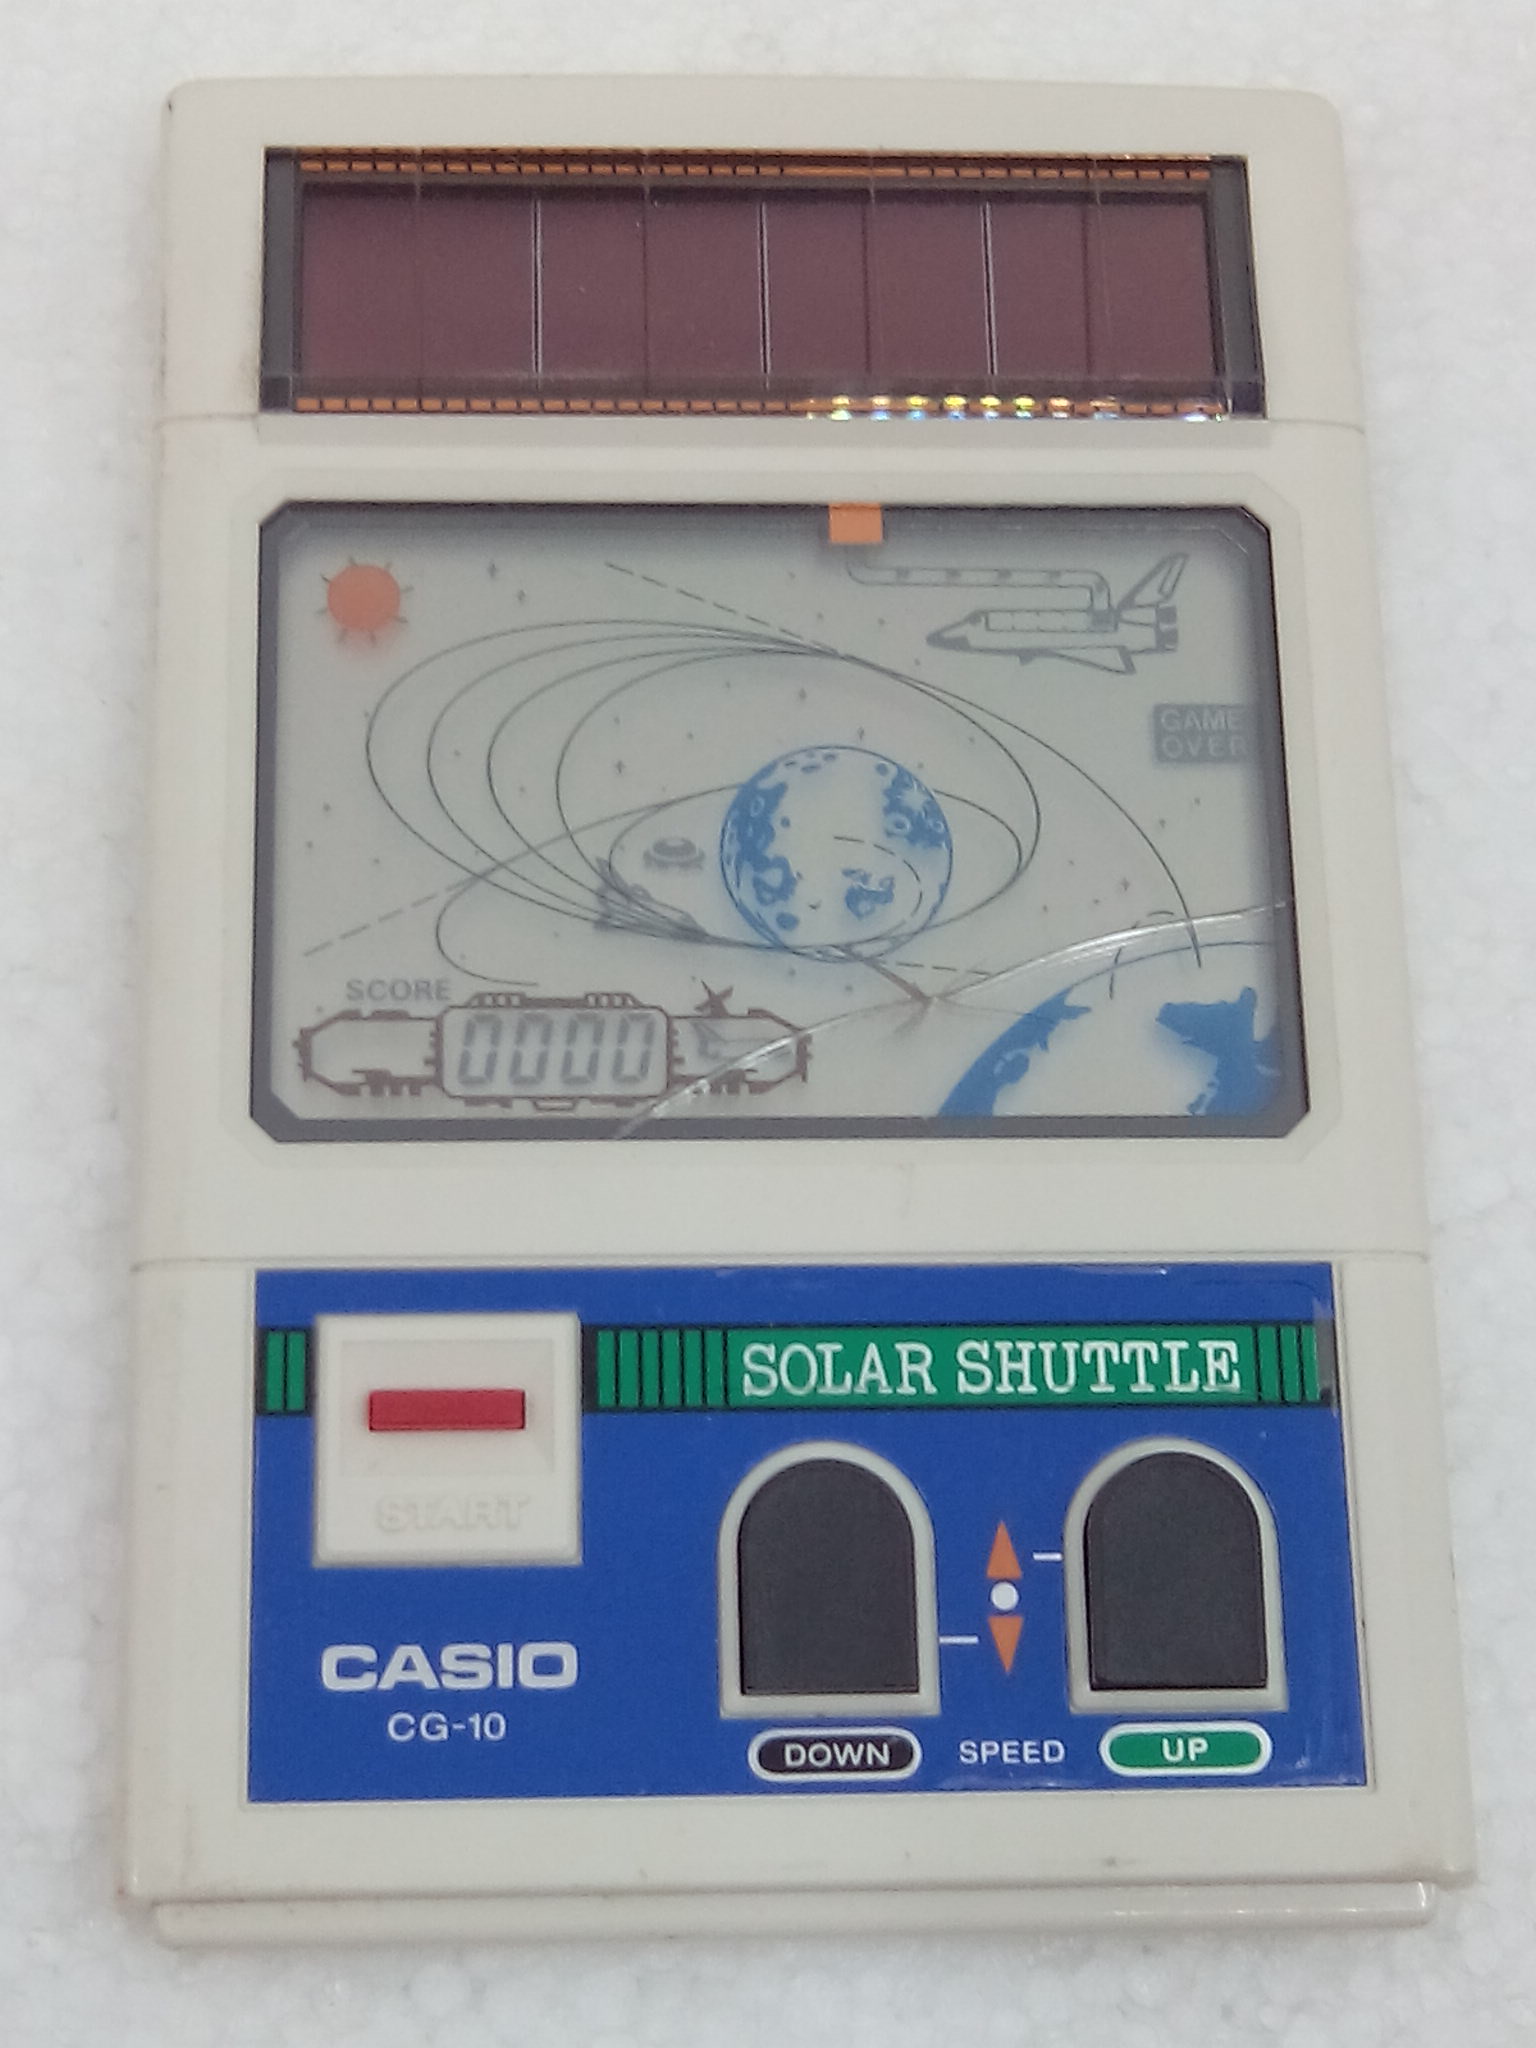 GAME
OVER
SCORE
0000
SOLAR SHUTTLE
START
CASIO
CG-10
DOWN
SPEED
UP